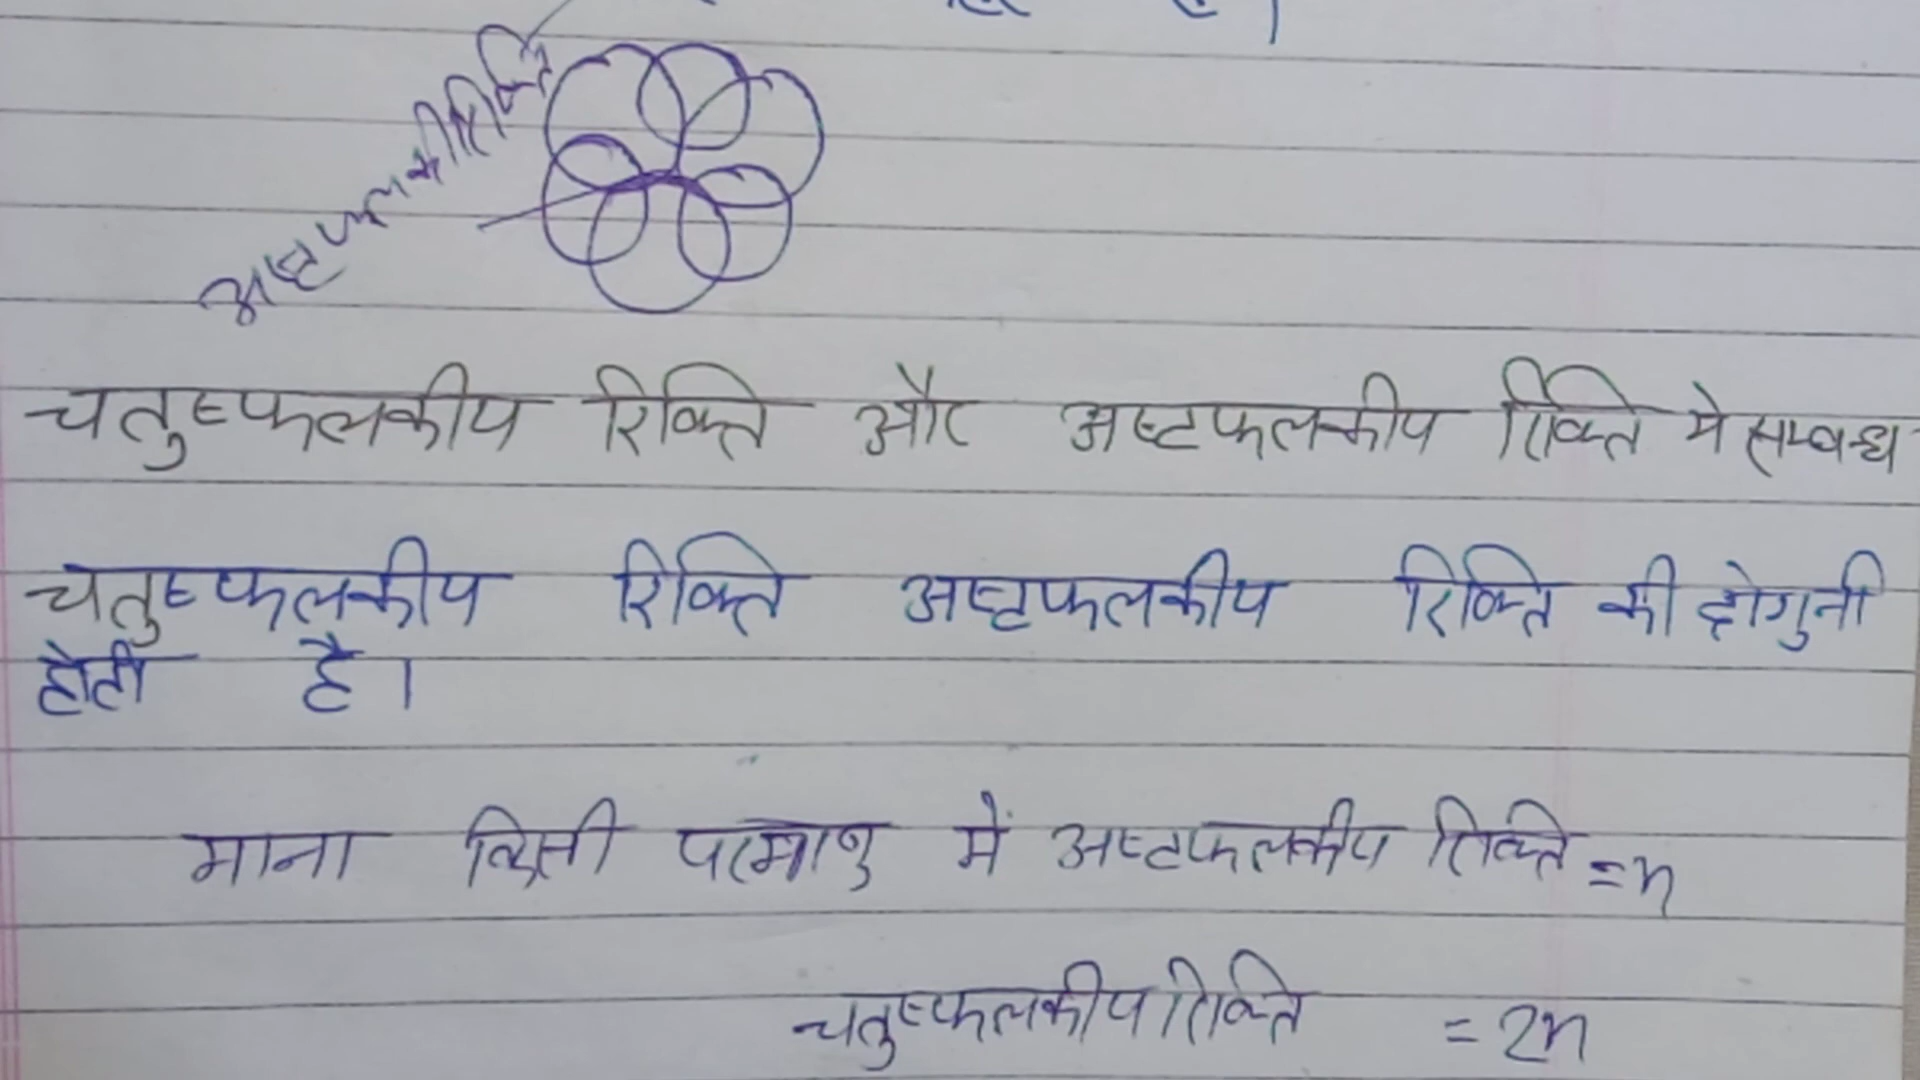 अष्टफलकीय रिक्ति
चतुष्फलकीय रिक्ति और अष्टफलकीय रिक्ति मे सम्बन्ध
चतुष्फलकीय रिक्ति अष्टफलकीय रिक्ति की दोगुनी
होती है।
माना किसी परमाणु में अष्टफलकीय रिक्ति = n
चतुष्फलकीय रिक्ति = 2n